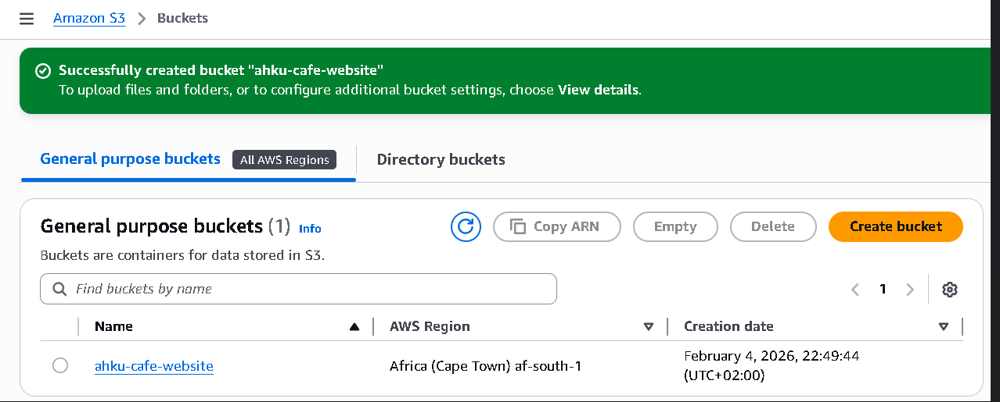 Amazon S3 > Buckets
Successfully created bucket "ahku-cafe-website"
To upload files and folders, or to configure additional bucket settings, choose View details.
General purpose buckets All AWS Regions Directory buckets
General purpose buckets (1) Info Copy ARN Empty Delete Create bucket
Buckets are containers for data stored in S3.
Find buckets by name 1
Name AWS Region Creation date
ahku-cafe-website Africa (Cape Town) af-south-1 February 4, 2026, 22:49:44
(UTC+02:00)